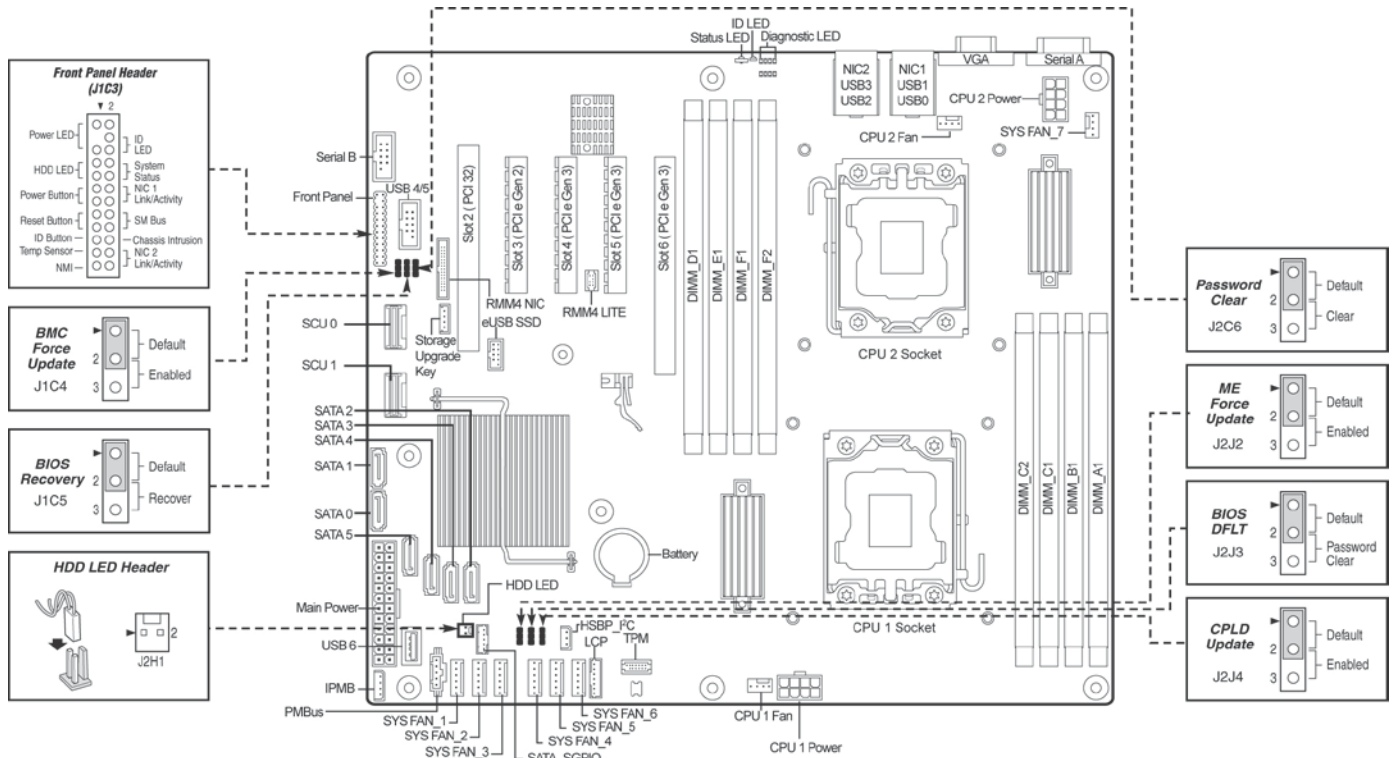 Front Panel Header
(J1C3)
▼ 2
Power LED
ID
LED
HDD LED
System
Status
Power Button
NIC 1
Link/Activity
Reset Button
SM Bus
ID Button
Chassis Intrusion
Temp Sensor
NIC 2
Link/Activity
NMI
BMC
Force
Update
J1C4
2
3
Default
Enabled
BIOS
Recovery
J1C5
2
3
Default
Recover
HDD LED Header
2
J2H1
ID LED
Status LED
Diagnostic LED
NIC2
USB3
USB2
NIC1
USB1
USB0
VGA
Serial A
CPU 2 Power
CPU 2 Fan
SYS FAN_7
Serial B
Front Panel
USB 4/5
Slot 2 ( PCI 32)
Slot 3 ( PCI e Gen 2)
Slot 4 ( PCI e Gen 3)
Slot 5 ( PCI e Gen 3)
Slot 6 ( PCI e Gen 3)
DIMM_D1
DIMM_E1
DIMM_F1
DIMM_F2
RMM4 NIC
eUSB SSD
RMM4 LITE
Storage
Upgrade
Key
SCU 0
SCU 1
CPU 2 Socket
SATA 2
SATA 3
SATA 4
SATA 1
SATA 0
SATA 5
Battery
HDD LED
DIMM_C2
DIMM_C1
DIMM_B1
DIMM_A1
Main Power
USB 6
IPMB
PMBus
HSBP_I²C
LCP
TPM
CPU 1 Socket
SYS FAN_1
SYS FAN_2
SYS FAN_3
SYS FAN_6
SYS FAN_5
SYS FAN_4
SATA_SGPIO
CPU 1 Fan
CPU 1 Power
Password
Clear
J2C6
2
3
Default
Clear
ME
Force
Update
J2J2
2
3
Default
Enabled
BIOS
DFLT
J2J3
2
3
Default
Password
Clear
CPLD
Update
J2J4
2
3
Default
Enabled